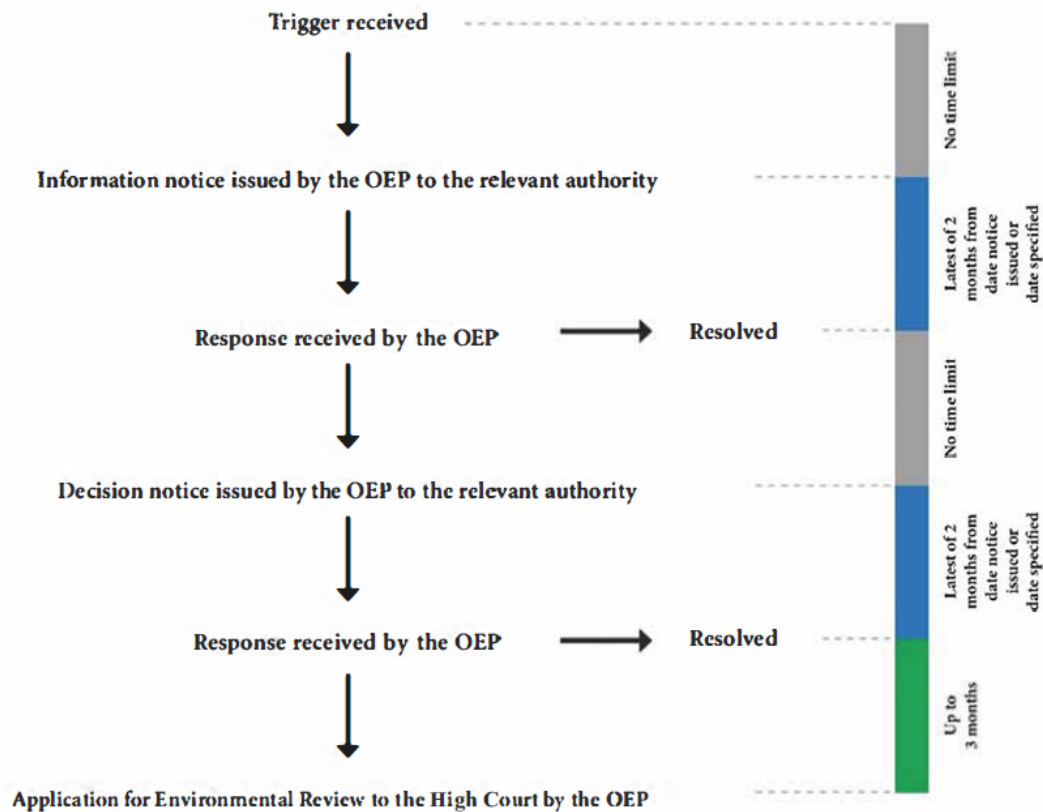 Trigger received
No time limit
Information notice issued by the OEP to the relevant authority
Latest of 2
months from
date notice
issued or
date specified
Response received by the OEP
Resolved
No time limit
Decision notice issued by the OEP to the relevant authority
Latest of 2
months from
date notice
issued or
date specified
Response received by the OEP
Resolved
Up to
3 months
Application for Environmental Review to the High Court by the OEP